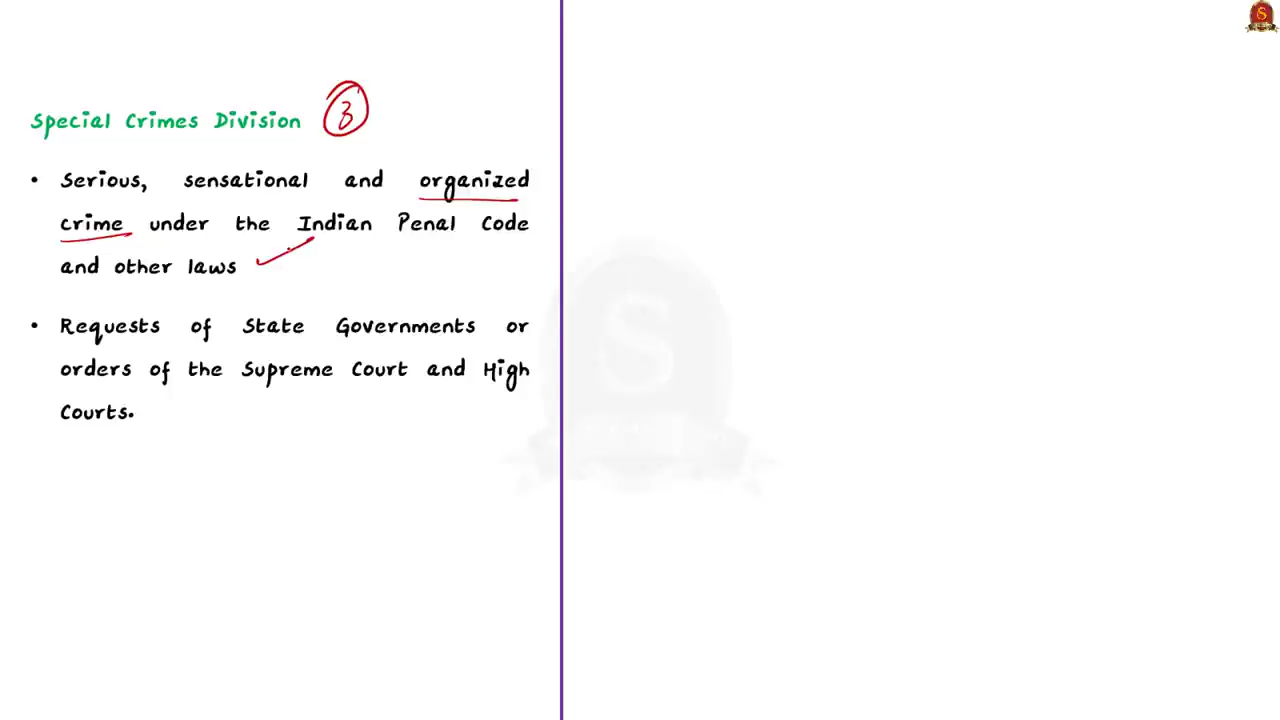 Special Crimes Division 3
• Serious, sensational and organized
crime under the Indian Penal Code
and other laws
• Requests of State Governments or
orders of the Supreme Court and High
Courts.
S